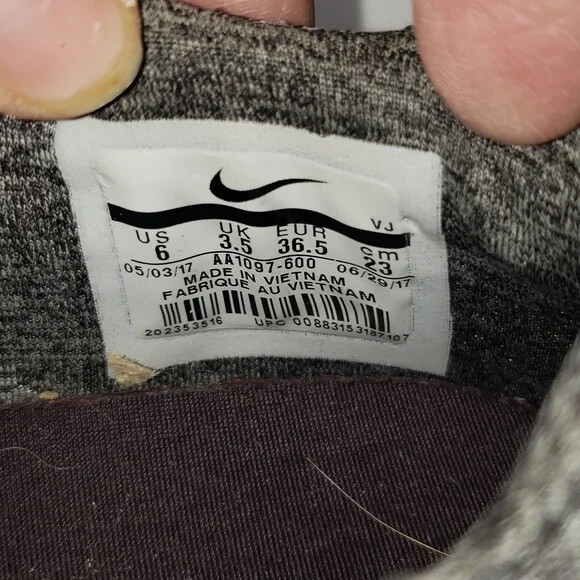 VJ
US UK EUR cm
6 3.5 36.5 23
05/03/17 AA1097-600 06/29/17
MADE IN VIETNAM
FABRIQUE AU VIETNAM
202353516 UPC 00883153187107